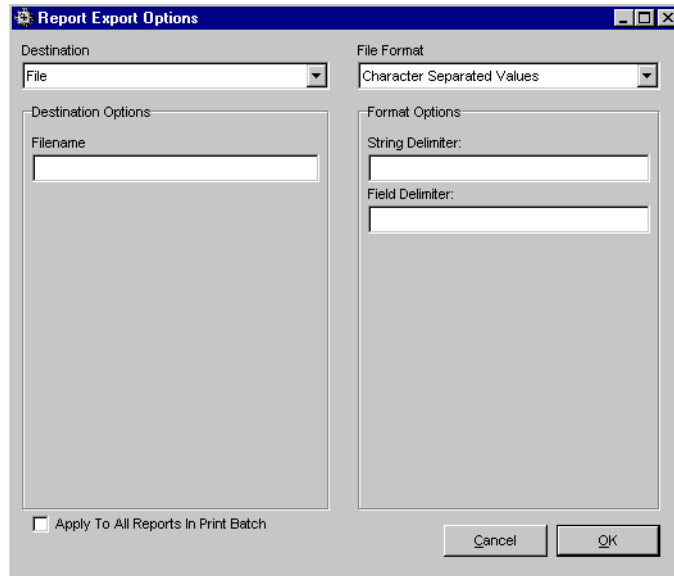 Report Export Options
Destination
File
File Format
Character Separated Values
Destination Options
Filename
Format Options
String Delimiter:
Field Delimiter:
Apply To All Reports In Print Batch
Cancel
OK